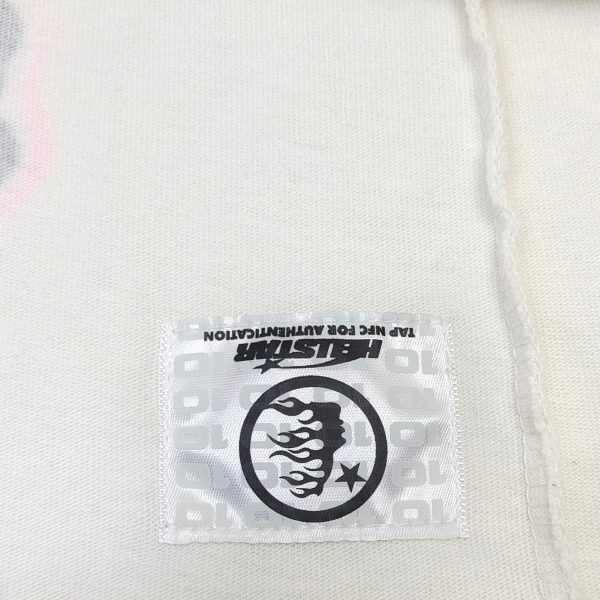 HELLSTAR
TAP NFC FOR AUTHENTICATION